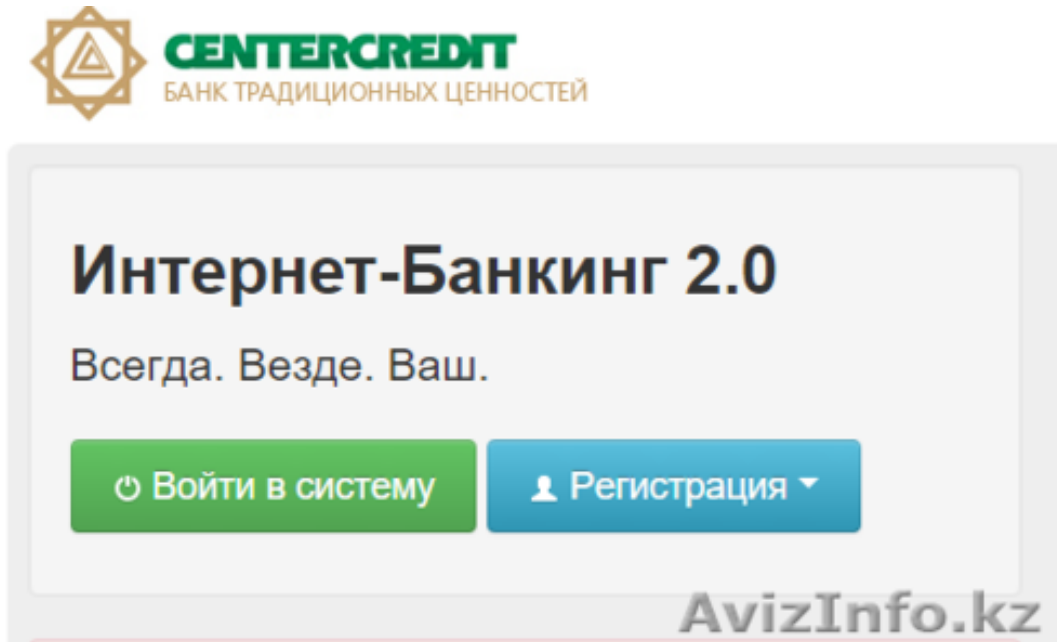 CENTERCREDIT
БАНК ТРАДИЦИОННЫХ ЦЕННОСТЕЙ
Интернет-Банкинг 2.0
Всегда. Везде. Ваш.
Войти в систему Регистрация
AvizInfo.kz